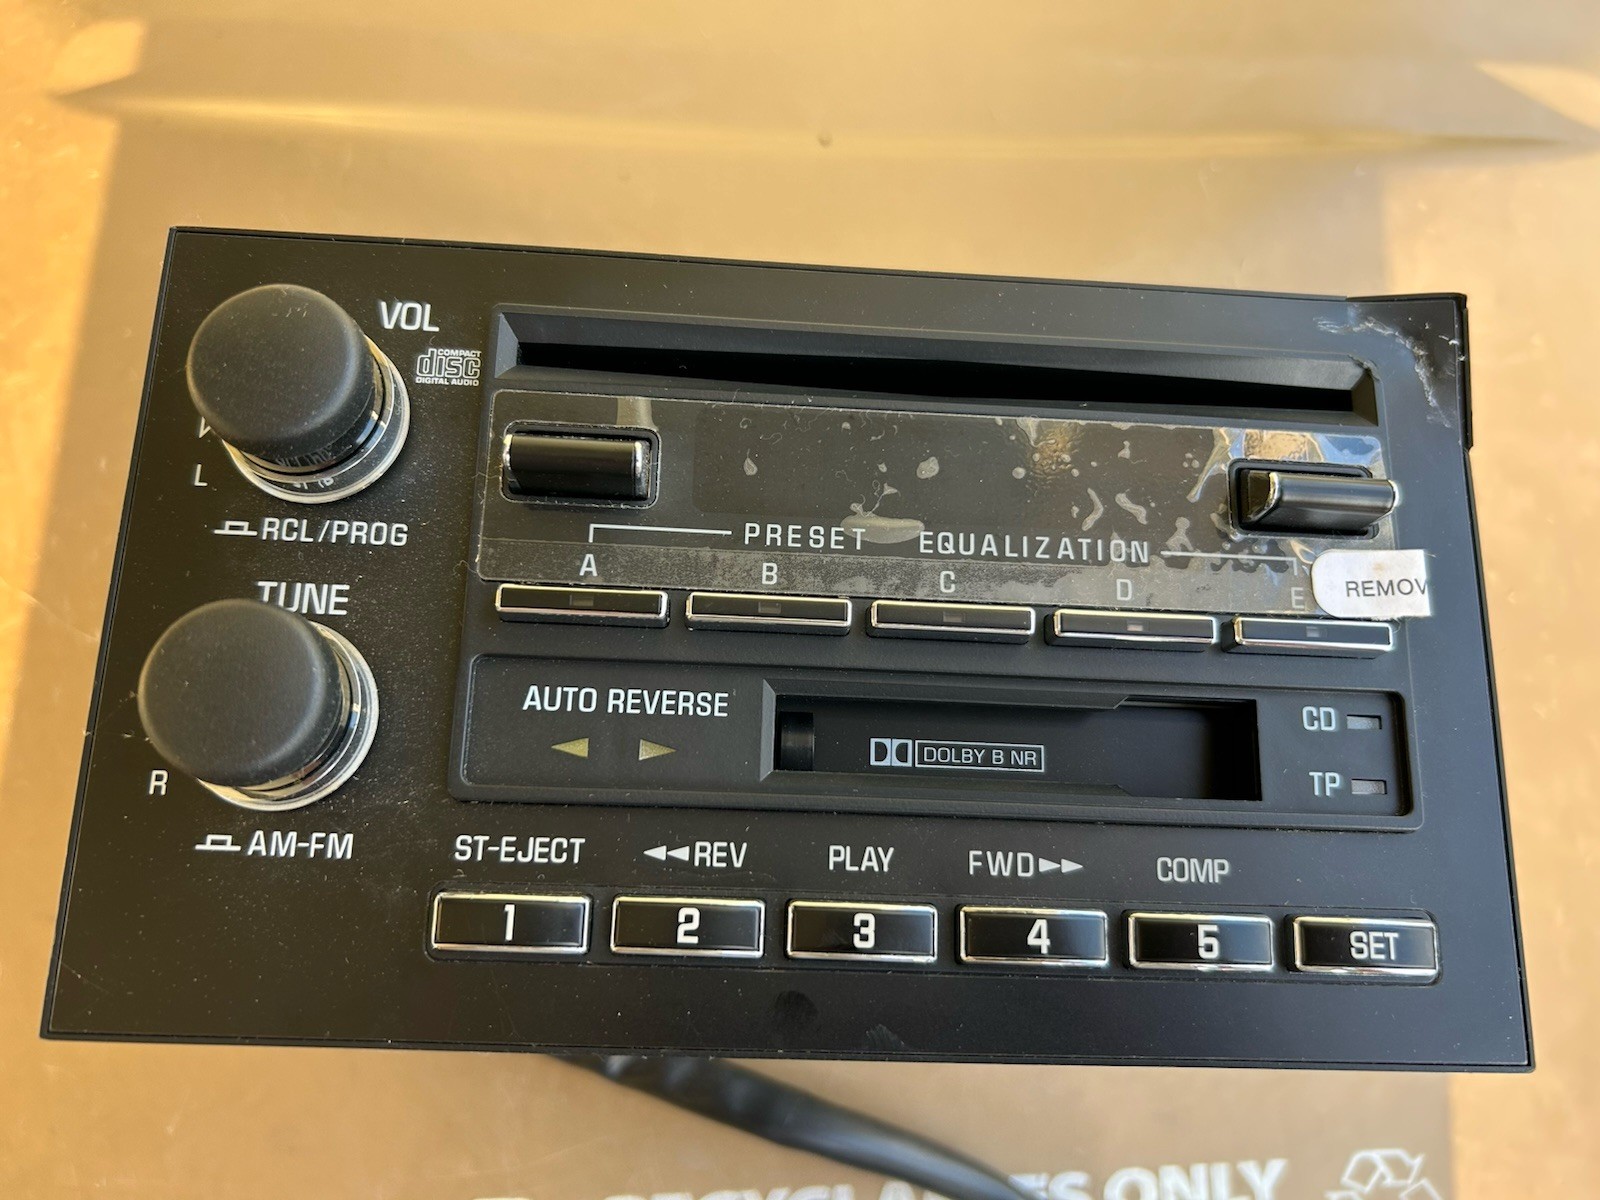 VOL
COMPACT
disc
DIGITAL AUDIO
L
RCL/PROG
PRESET EQUALIZATION
A B C D E
REMOV
TUNE
R
AM-FM
AUTO REVERSE
DOLBY B NR
CD
TP
ST-EJECT REV PLAY FWD COMP
1 2 3 4 5 SET
ONLY